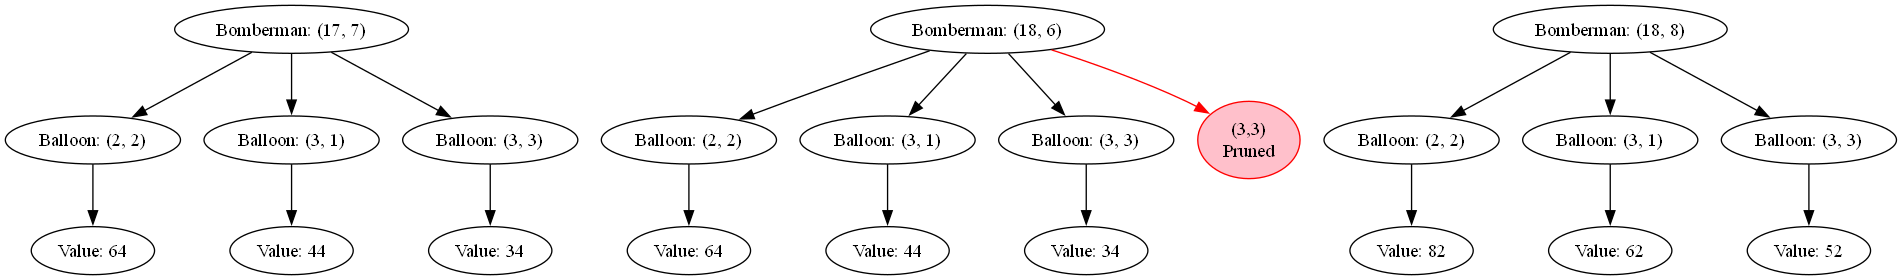 Bomberman: (17, 7)
Bomberman: (18, 6)
Bomberman: (18, 8)
Balloon: (2, 2)
Balloon: (3, 1)
Balloon: (3, 3)
Balloon: (2, 2)
Balloon: (3, 1)
Balloon: (3, 3)
(3,3)
Pruned
Balloon: (2, 2)
Balloon: (3, 1)
Balloon: (3, 3)
Value: 64
Value: 44
Value: 34
Value: 64
Value: 44
Value: 34
Value: 82
Value: 62
Value: 52